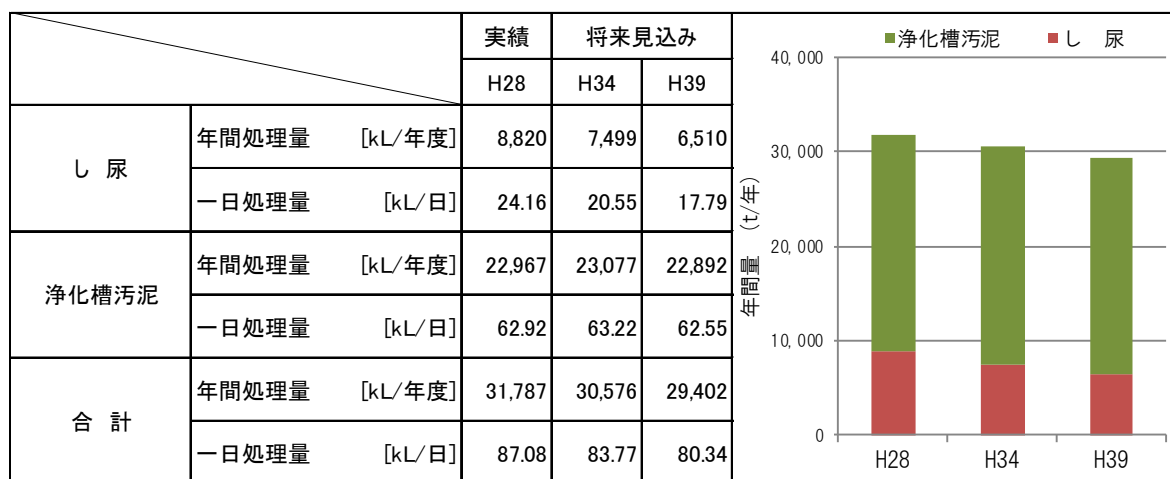 実績 将来見込み
H28 H34 H39
し 尿 年間処理量 [kL/年度] 8,820 7,499 6,510
一日処理量 [kL/日] 24.16 20.55 17.79
浄化槽汚泥 年間処理量 [kL/年度] 22,967 23,077 22,892
一日処理量 [kL/日] 62.92 63.22 62.55
合 計 年間処理量 [kL/年度] 31,787 30,576 29,402
一日処理量 [kL/日] 87.08 83.77 80.34
浄化槽汚泥 し 尿
年間量 (t/年)
40,000
30,000
20,000
10,000
0
H28 H34 H39